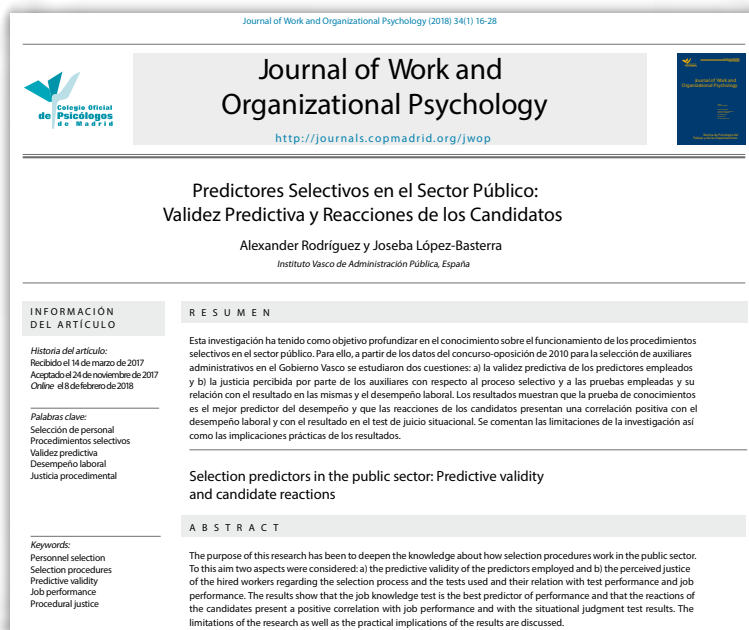 Journal of Work and Organizational Psychology (2018) 34(1) 16-28
Colegio Oficial
de Psicólogos
de Madrid
Journal of Work and
Organizational Psychology
http://journals.copmadrid.org/jwop
Journal of Work and
Organizational Psychology
Predictores Selectivos en el Sector Público:
Validez Predictiva y Reacciones de los Candidatos
Alexander Rodríguez y Joseba López-Basterra
Instituto Vasco de Administración Pública, España
INFORMACIÓN
DEL ARTÍCULO
Historia del artículo:
Recibido el 14 de marzo de 2017
Aceptado el 24 de noviembre de 2017
Online el 8 de febrero de 2018
Palabras clave:
Selección de personal
Procedimientos selectivos
Validez predictiva
Desempeño laboral
Justicia procedimental
RESUMEN
Esta investigación ha tenido como objetivo profundizar en el conocimiento sobre el funcionamiento de los procedimientos
selectivos en el sector público. Para ello, a partir de los datos del concurso-oposición de 2010 para la selección de auxiliares
administrativos en el Gobierno Vasco se estudiaron dos cuestiones: a) la validez predictiva de los predictores empleados
y b) la justicia percibida por parte de los auxiliares con respecto al proceso selectivo y a las pruebas empleadas y su
relación con el resultado en las mismas y el desempeño laboral. Los resultados muestran que la prueba de conocimientos
es el mejor predictor del desempeño y que las reacciones de los candidatos presentan una correlación positiva con el
desempeño laboral y con el resultado en el test de juicio situacional. Se comentan las limitaciones de la investigación así
como las implicaciones prácticas de los resultados.
Selection predictors in the public sector: Predictive validity
and candidate reactions
ABSTRACT
Keywords:
Personnel selection
Selection procedures
Predictive validity
Job performance
Procedural justice
The purpose of this research has been to deepen the knowledge about how selection procedures work in the public sector.
To this aim two aspects were considered: a) the predictive validity of the predictors employed and b) the perceived justice
of the hired workers regarding the selection process and the tests used and their relation with test performance and job
performance. The results show that the job knowledge test is the best predictor of performance and that the reactions of
the candidates present a positive correlation with job performance and with the situational judgment test results. The
limitations of the research as well as the practical implications of the results are discussed.